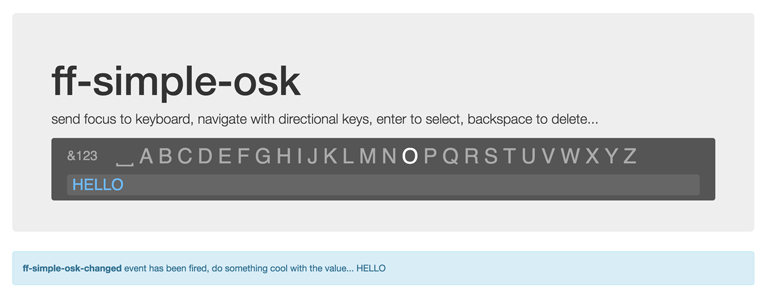 ff-simple-osk
send focus to keyboard, navigate with directional keys, enter to select, backspace to delete...
&123 ⎵ A B C D E F G H I J K L M N O P Q R S T U V W X Y Z
HELLO
ff-simple-osk-changed event has been fired, do something cool with the value... HELLO